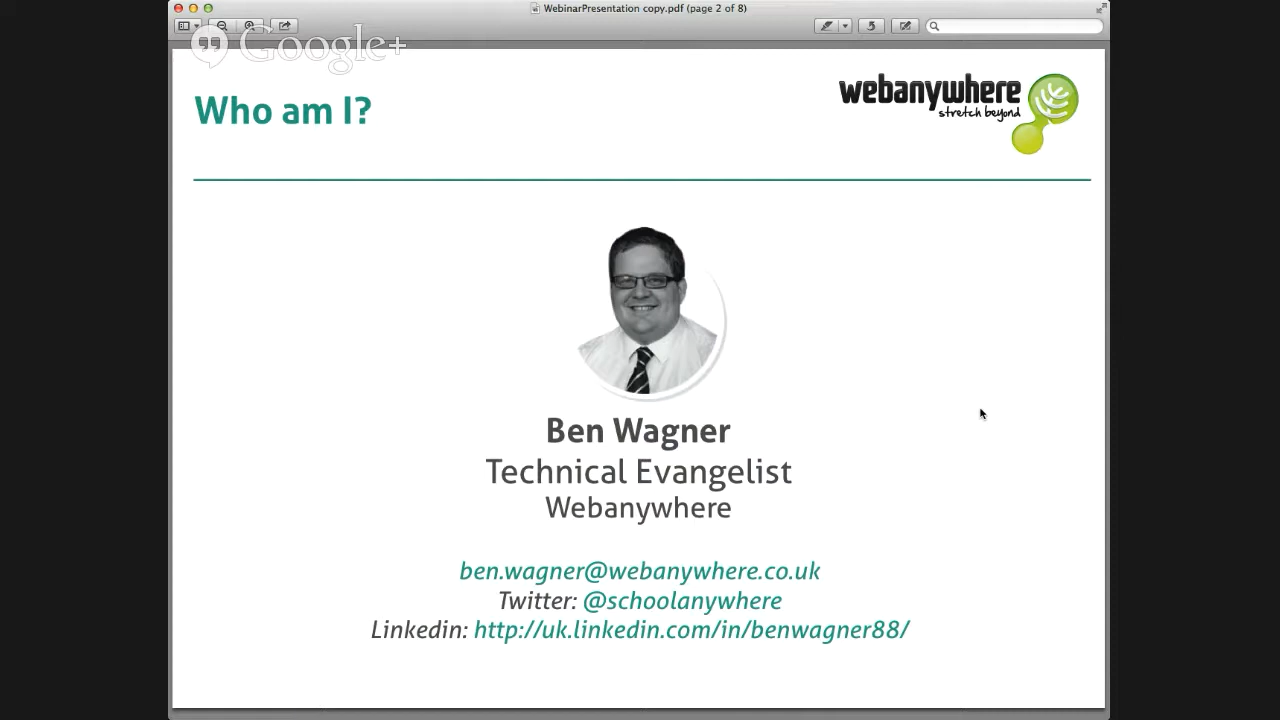 WebinarPresentation copy.pdf (page 2 of 8)
Google+
Who am I?
webanywhere
stretch beyond
Ben Wagner
Technical Evangelist
Webanywhere
ben.wagner@webanywhere.co.uk
Twitter: @schoolanywhere
Linkedin: http://uk.linkedin.com/in/benwagner88/